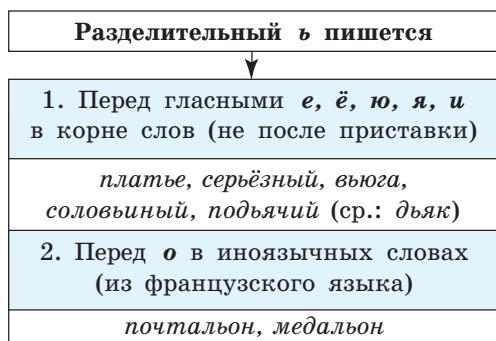 Разделительный ь пишется
1. Перед гласными е, ё, ю, я, и
в корне слов (не после приставки)
платье, серьёзный, вьюга,
соловьиный, подьячий (ср.: дьяк)
2. Перед о в иноязычных словах
(из французского языка)
почтальон, медальон